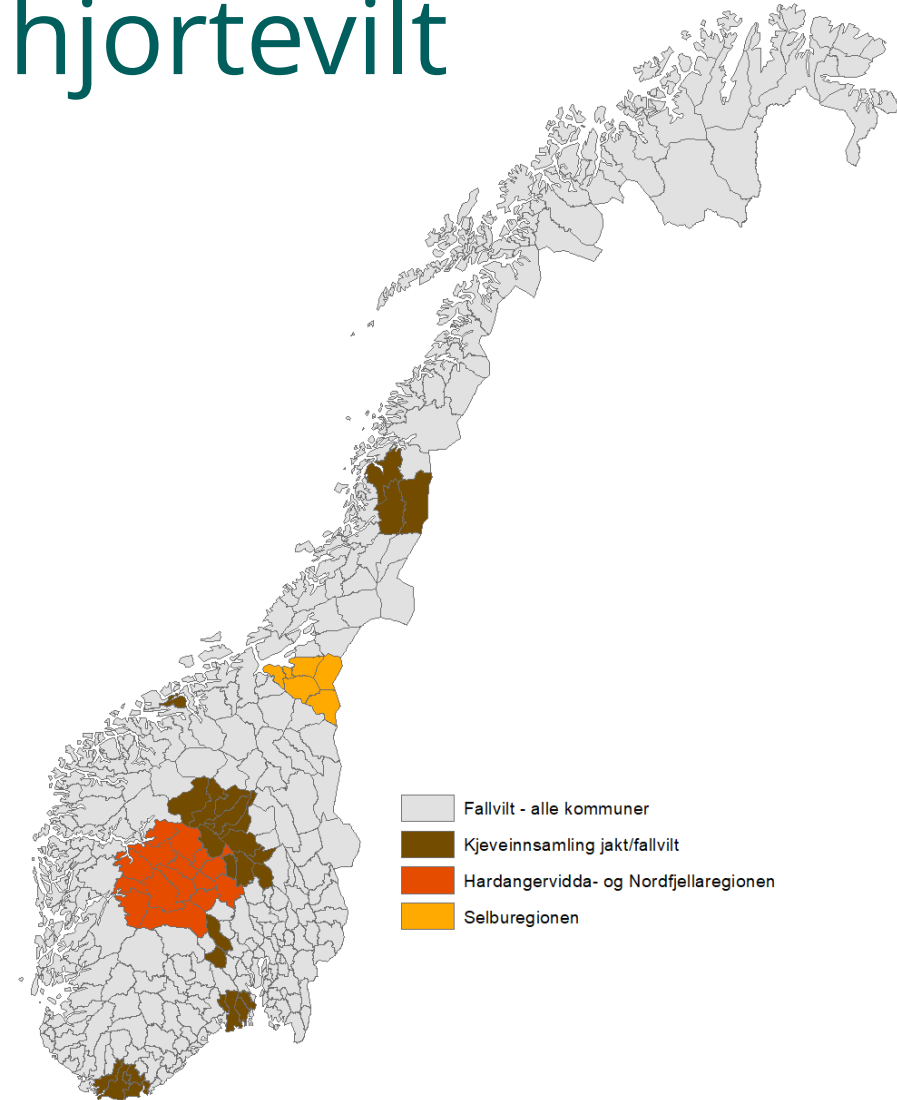 hjortevilt
Fallvilt - alle kommuner
Kjeveinnsamling jakt/fallvilt
Hardangervidda- og Nordfjellaregionen
Selburegionen